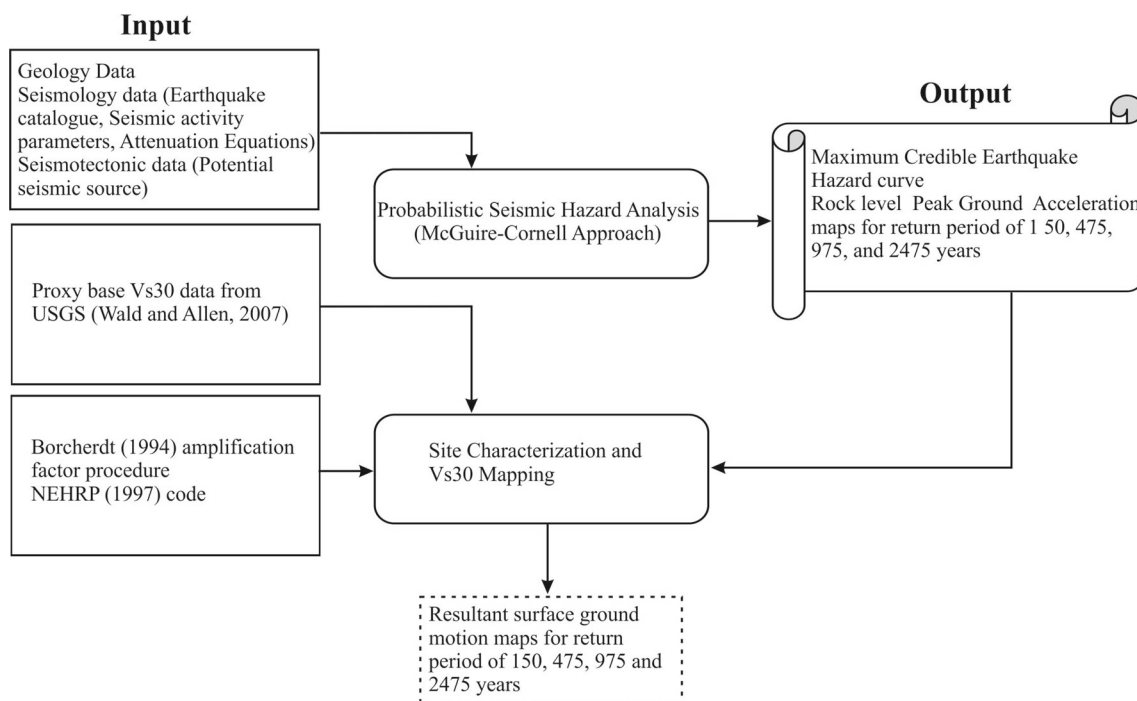 Input
Geology Data
Seismology data (Earthquake
catalogue, Seismic activity
parameters, Attenuation Equations)
Seismotectonic data (Potential
seismic source)
Output
Maximum Credible Earthquake
Hazard curve
Rock level Peak Ground Acceleration
maps for return period of 1 50, 475,
975, and 2475 years
Probabilistic Seismic Hazard Analysis
(McGuire-Cornell Approach)
Proxy base Vs30 data from
USGS (Wald and Allen, 2007)
Borcherdt (1994) amplification
factor procedure
NEHRP (1997) code
Site Characterization and
Vs30 Mapping
Resultant surface ground
motion maps for return
period of 150, 475, 975 and
2475 years